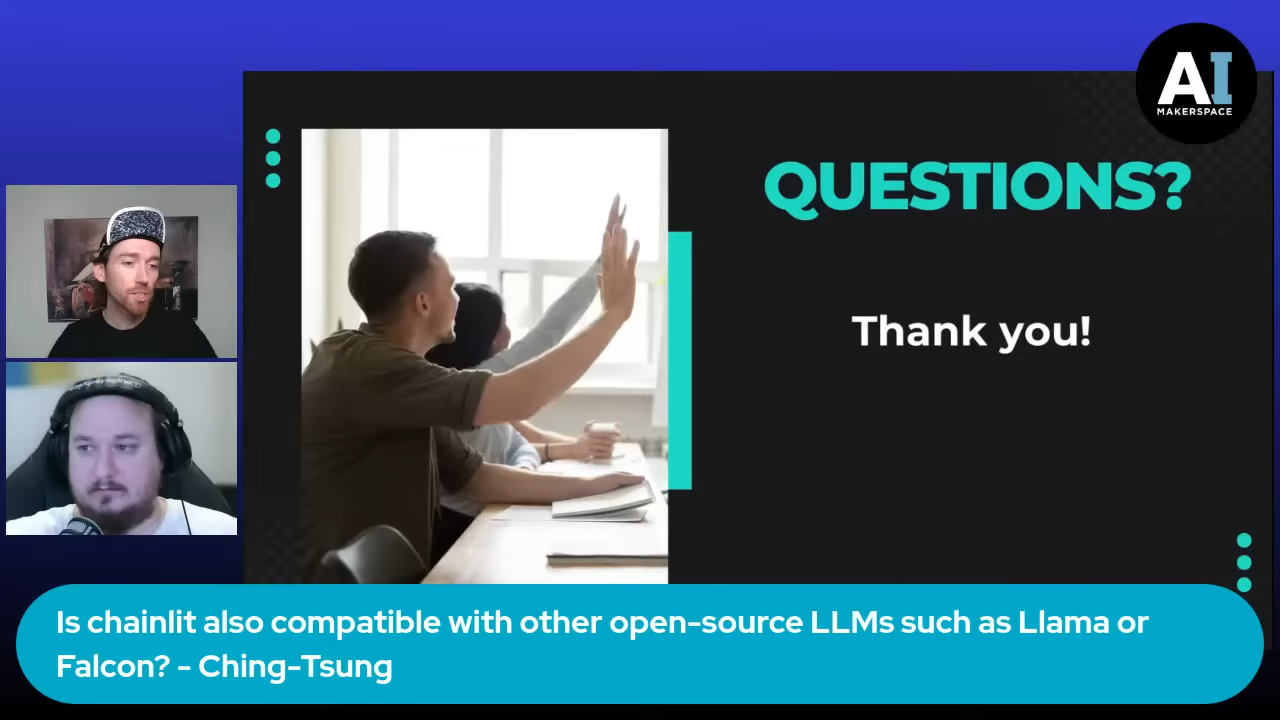 AI
MAKERSPACE
QUESTIONS?
Thank you!
Is chainlit also compatible with other open-source LLMs such as Llama or
Falcon? - Ching-Tsung